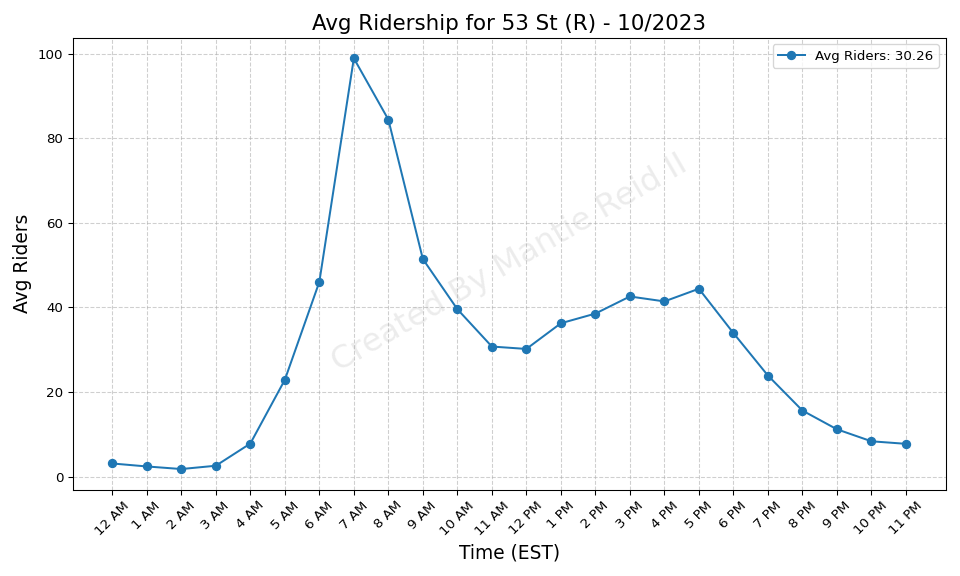 Avg Ridership for 53 St (R) - 10/2023
Avg Riders: 30.26
100
80
60
40
20
0
Avg Riders
Created By Mantle Reid II
12 AM
1 AM
2 AM
3 AM
4 AM
5 AM
6 AM
7 AM
8 AM
9 AM
10 AM
11 AM
12 PM
1 PM
2 PM
3 PM
4 PM
5 PM
6 PM
7 PM
8 PM
9 PM
10 PM
11 PM
Time (EST)